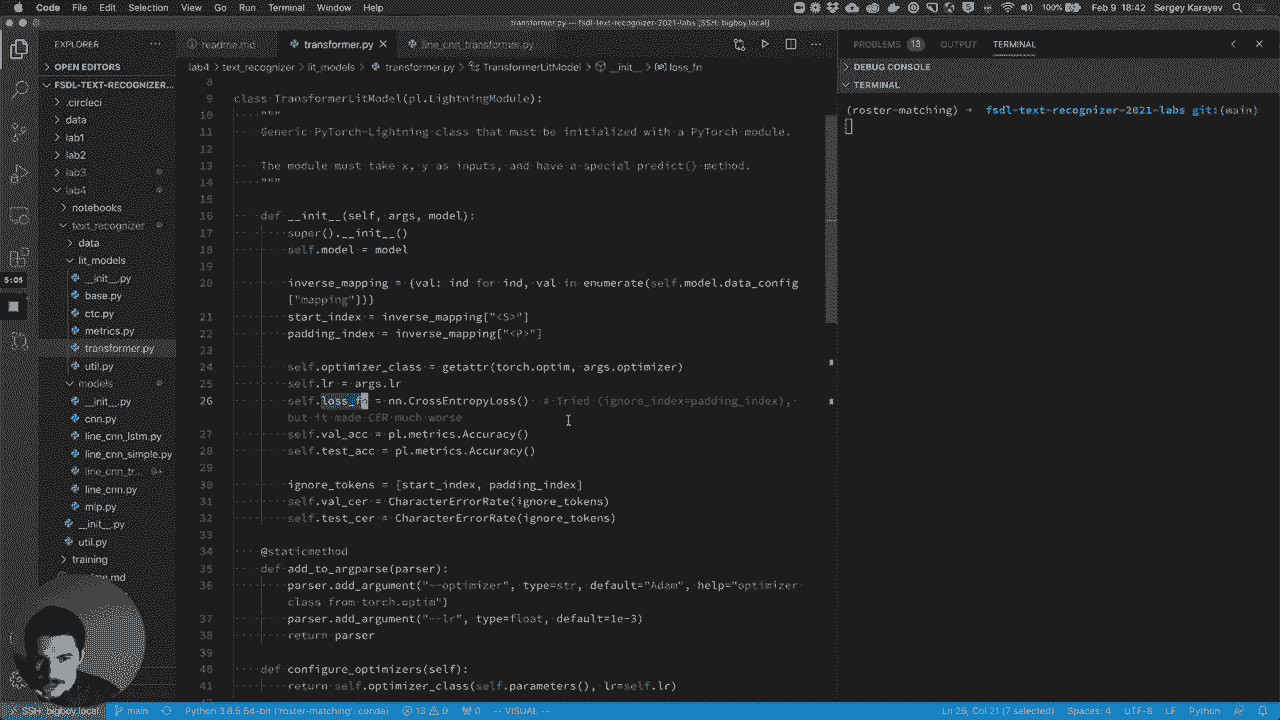 Code File Edit Selection View Go Run Terminal Window Help
100% Feb 9 18:42 Sergey Karayev
transformer.py — fsdl-text-recognizer-2021-labs [SSH: bigboy.local]
EXPLORER
readme.md
transformer.py
line_cnn_transformer.py
PROBLEMS 13 OUTPUT TERMINAL
OPEN EDITORS
lab4 > text_recognizer > lit_models > transformer.py > TransformerLitModel > __init__ > loss_fn
DEBUG CONSOLE
TERMINAL
FSDL-TEXT-RECOGNIZER...
.circleci
data
lab1
lab2
lab3
lab4
notebooks
text_recognizer
data
lit_models
__init__.py
base.py
ctc.py
metrics.py
transformer.py
util.py
models
__init__.py
cnn.py
line_cnn_lstm.py
line_cnn_simple.py
line_cnn_tr... 9+
line_cnn.py
mlp.py
__init__.py
util.py
training
5:05
8
9 class TransformerLitModel(pl.LightningModule):
10 """
11 Generic PyTorch-Lightning class that must be initialized with a PyTorch module.
12
13 The module must take x, y as inputs, and have a special predict() method.
14 """
15
16 def __init__(self, args, model):
17 super().__init__()
18 self.model = model
19
20 inverse_mapping = {val: ind for ind, val in enumerate(self.model.data_config
["mapping"])}
21 start_index = inverse_mapping["<S>"]
22 padding_index = inverse_mapping["<P>"]
23
24 self.optimizer_class = getattr(torch.optim, args.optimizer)
25 self.lr = args.lr
26 self.loss_fn = nn.CrossEntropyLoss() # Tried (ignore_index=padding_index),
but it made CER much worse
27 self.val_acc = pl.metrics.Accuracy()
28 self.test_acc = pl.metrics.Accuracy()
29
30 ignore_tokens = [start_index, padding_index]
31 self.val_cer = CharacterErrorRate(ignore_tokens)
32 self.test_cer = CharacterErrorRate(ignore_tokens)
33
34 @staticmethod
35 def add_to_argparse(parser):
36 parser.add_argument("--optimizer", type=str, default="Adam", help="optimizer
class from torch.optim")
37 parser.add_argument("--lr", type=float, default=1e-3)
38 return parser
39
40 def configure_optimizers(self):
41 return self.optimizer_class(self.parameters(), lr=self.lr)
(roster-matching) → fsdl-text-recognizer-2021-labs git:(main)
SSH: bigboy.local main Python 3.8.5 64-bit ('roster-matching': conda) 13 0 0 -- VISUAL -- Ln 26, Col 21 (7 selected) Spaces: 4 UTF-8 LF Python